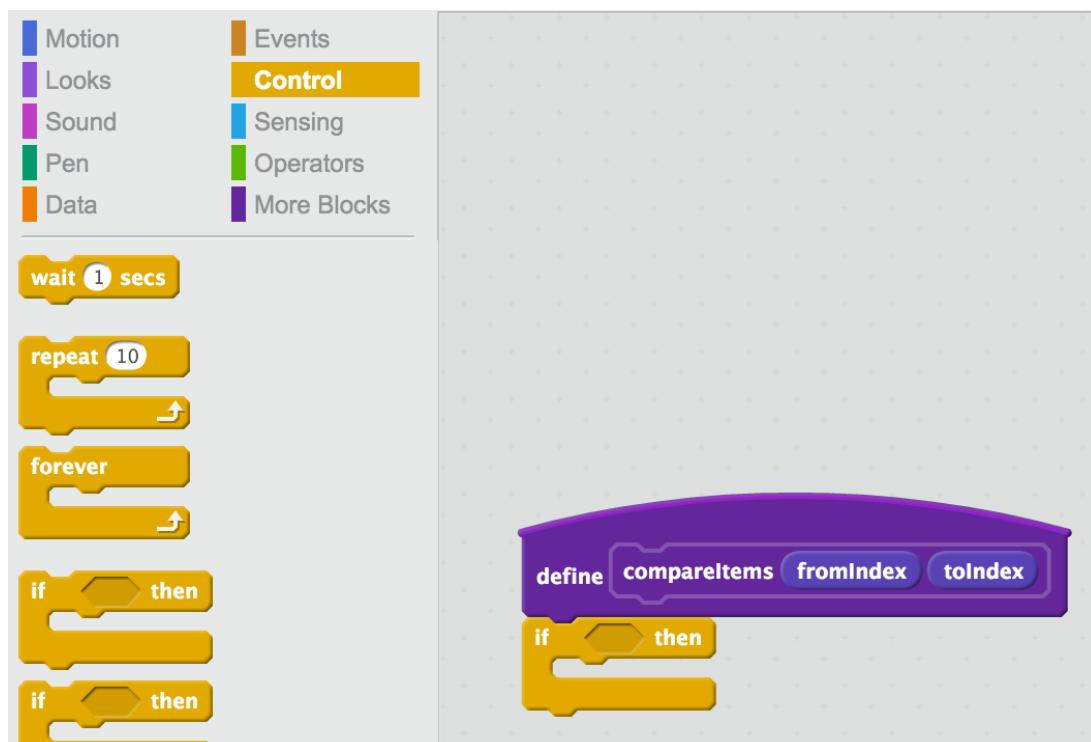 Motion
Events
Looks
Control
Sound
Sensing
Pen
Operators
Data
More Blocks
wait 1 secs
repeat 10
forever
if then
if then
define compareItems fromIndex toIndex
if then